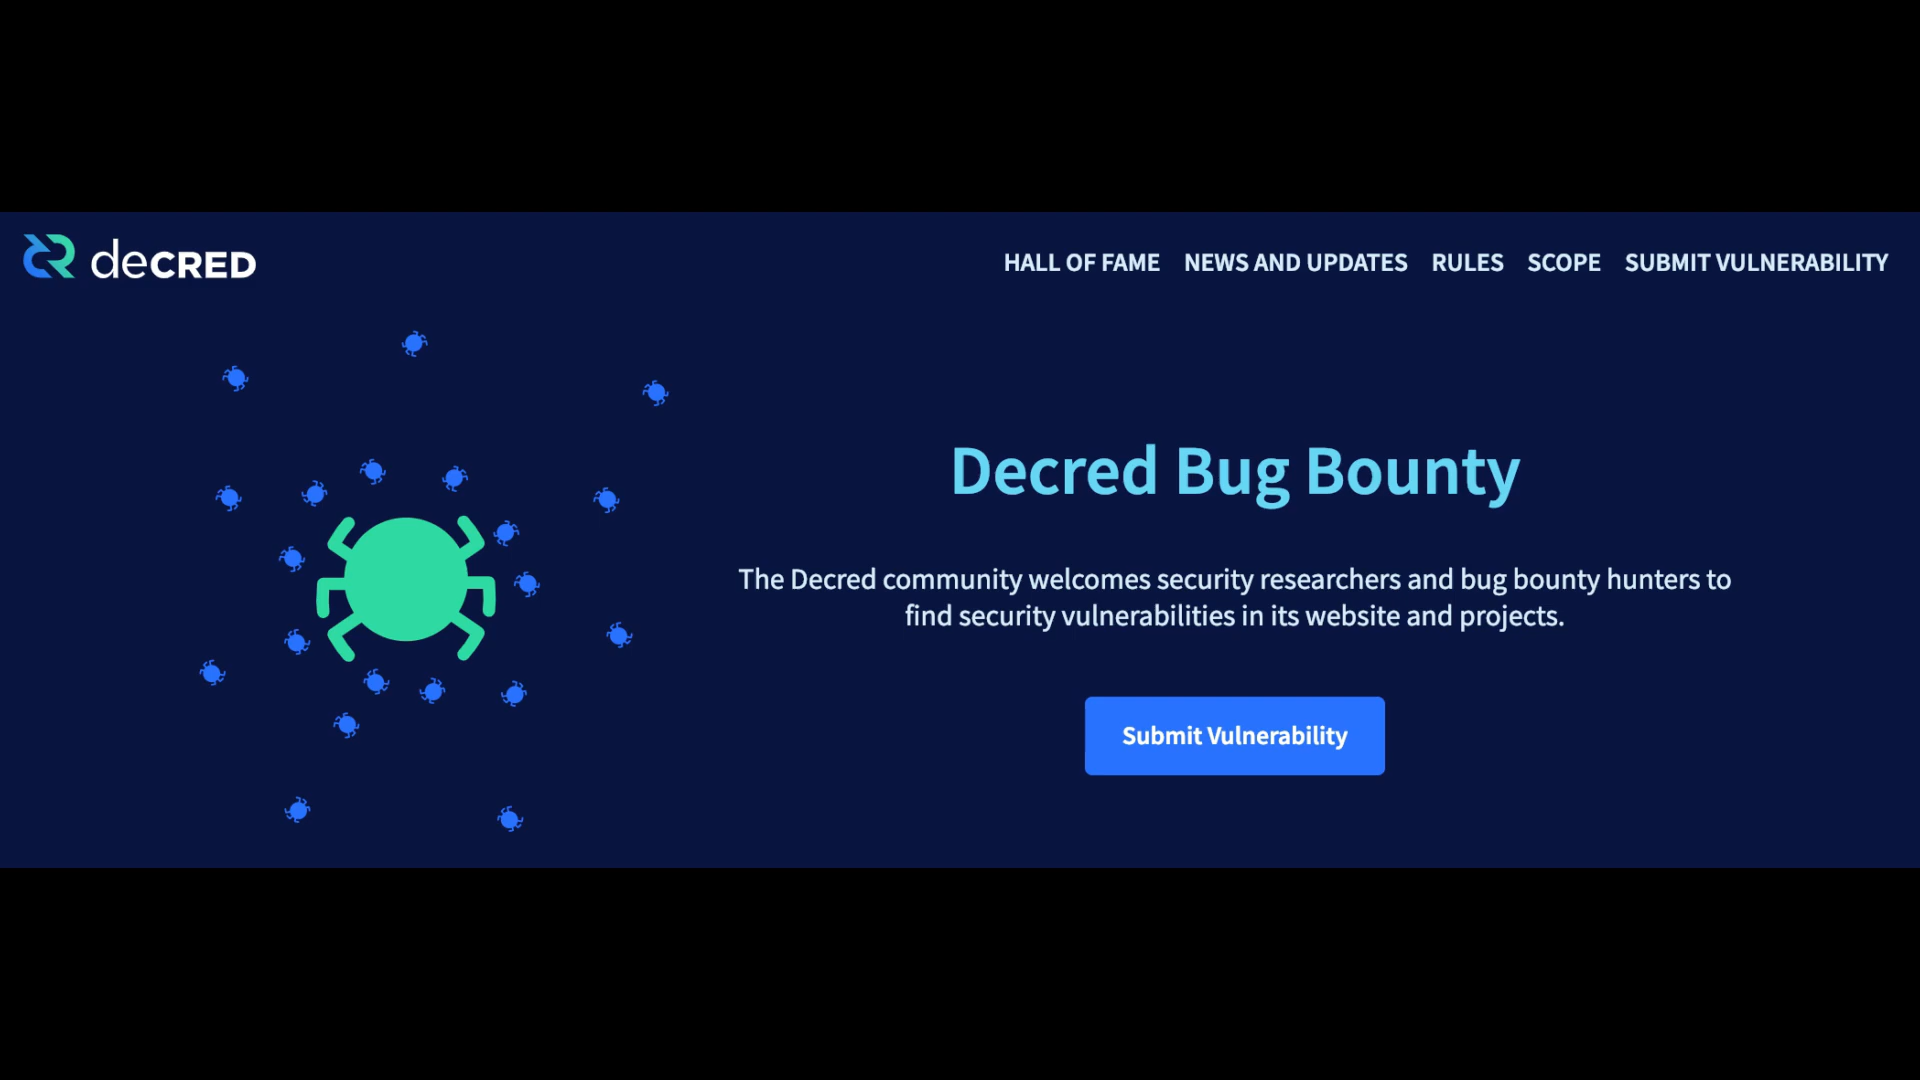 decred
HALL OF FAME NEWS AND UPDATES RULES SCOPE SUBMIT VULNERABILITY
Decred Bug Bounty
The Decred community welcomes security researchers and bug bounty hunters to
find security vulnerabilities in its website and projects.
Submit Vulnerability